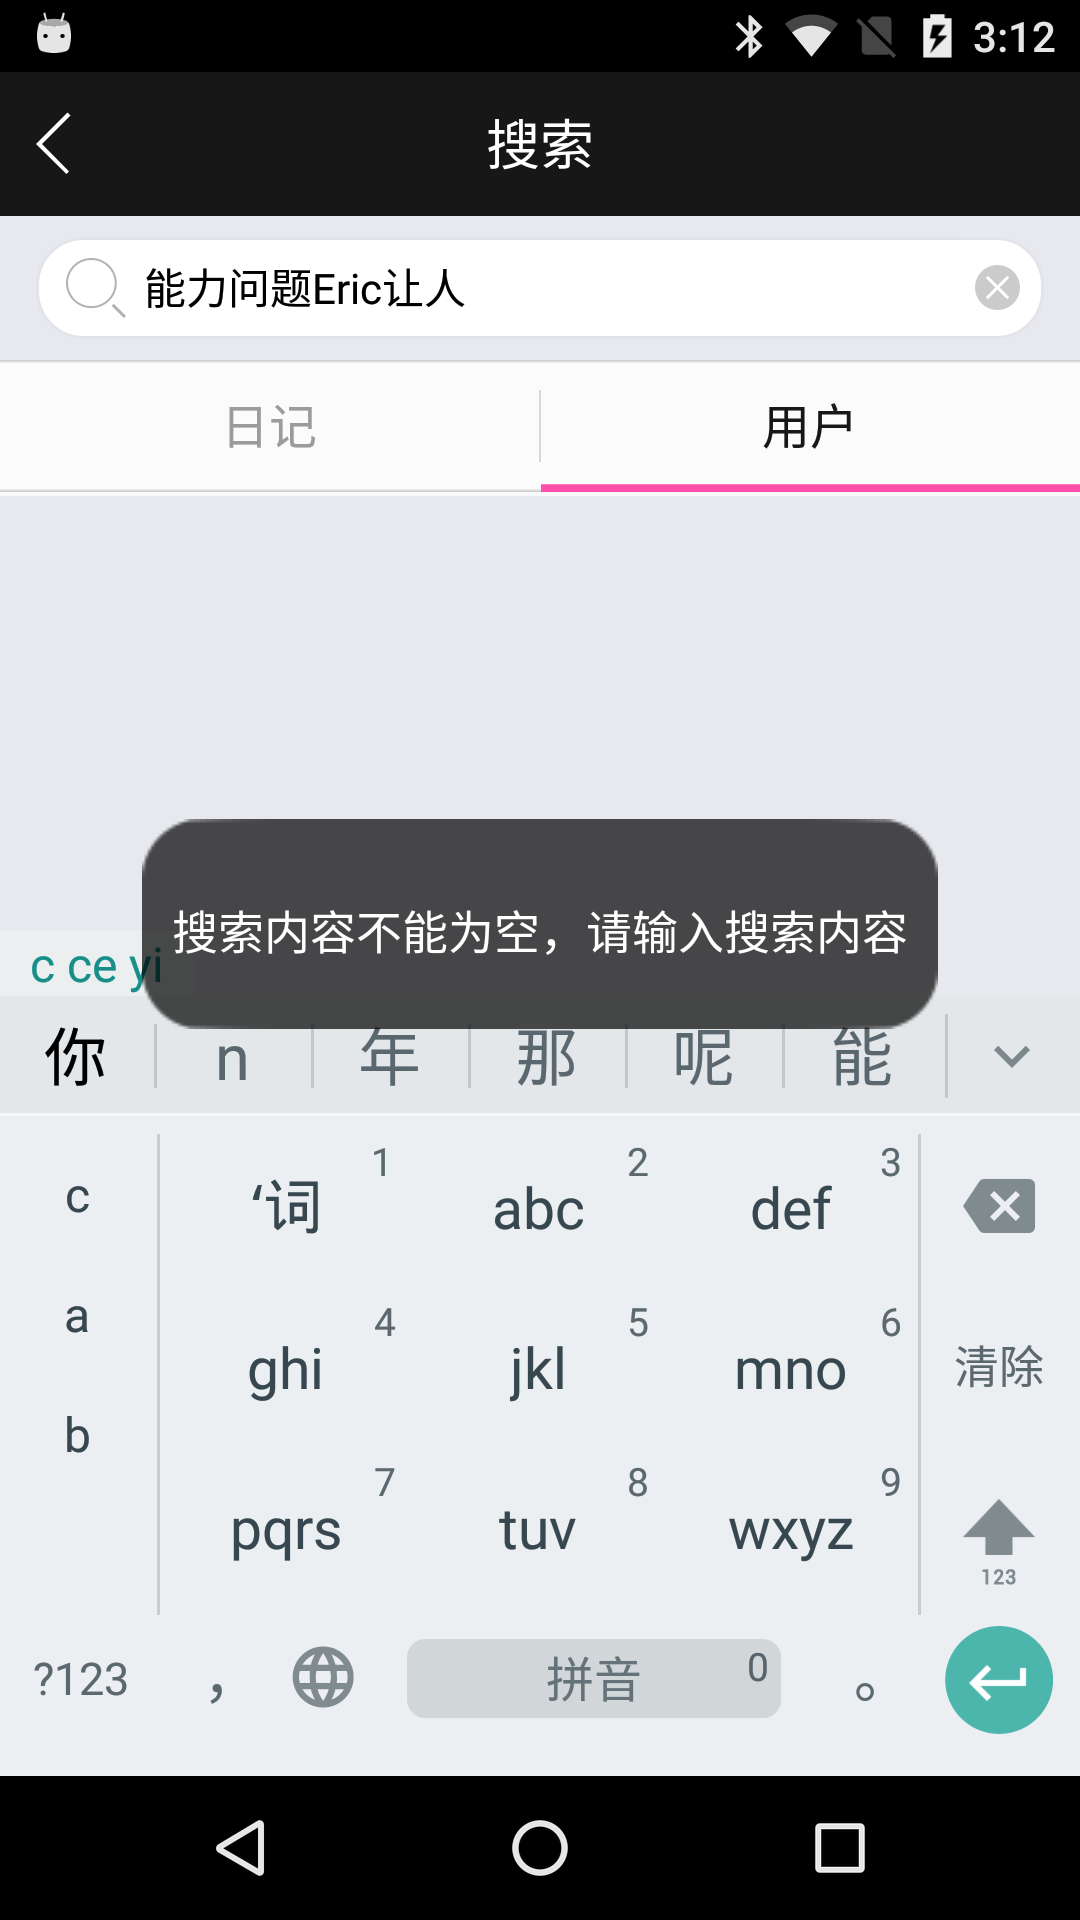 3:12
搜索
能力问题Eric让人
日记
用户
搜索内容不能为空，请输入搜索内容
c ce yi
你 n 年 那 呢 能
c
a
b
‘词 1
abc 2
def 3
ghi 4
jkl 5
mno 6
清除
pqrs 7
tuv 8
wxyz 9
123
?123 ， 拼音 0 。